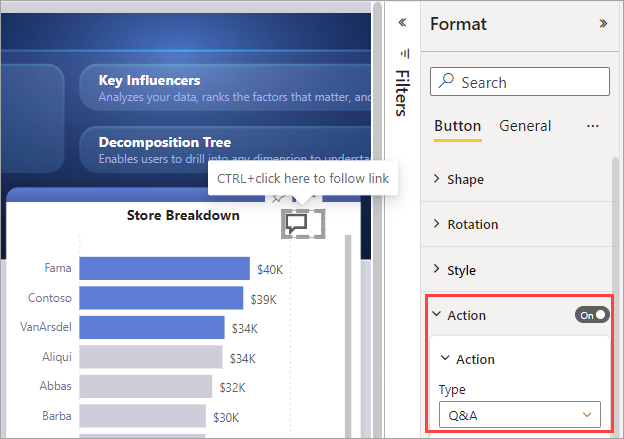 Key Influencers
Analyzes your data, ranks the factors that matter, and
Decomposition Tree
Enables users to drill into any dimension to understa
CTRL+click here to follow link
Store Breakdown
Fama $40K
Contoso $39K
VanArsdel $34K
Aliqui $34K
Abbas $32K
Barba $30K
Filters
Format
Search
Button General
Shape
Rotation
Style
Action On
Action
Type
Q&A